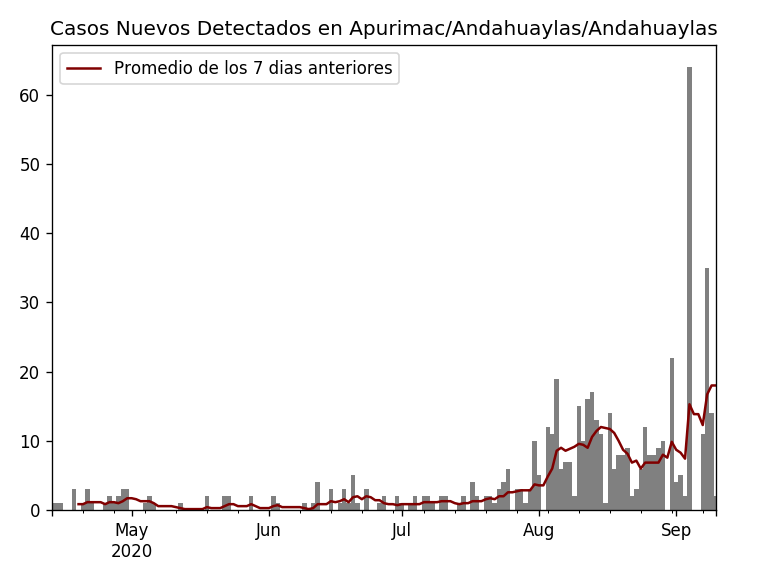 Casos Nuevos Detectados en Apurimac/Andahuaylas/Andahuaylas
Promedio de los 7 dias anteriores
60
50
40
30
20
10
0
May Jun Jul Aug Sep
2020